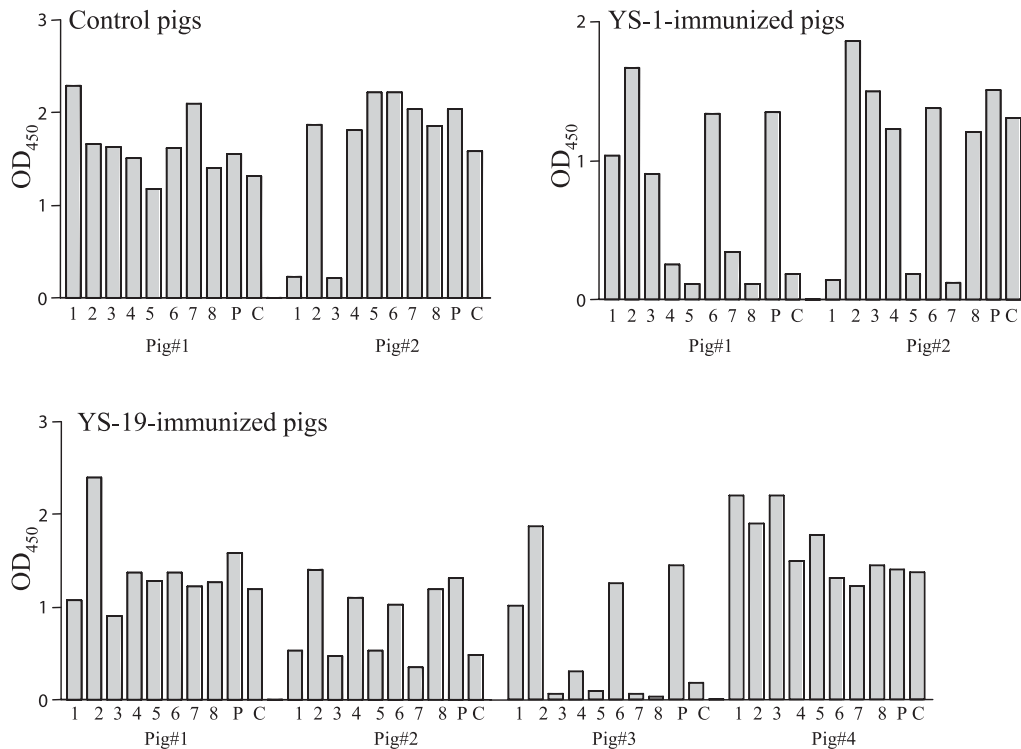 Control pigs
3
2
1
0
OD450
1 2 3 4 5 6 7 8 P C 1 2 3 4 5 6 7 8 P C
Pig#1 Pig#2
YS-1-immunized pigs
2
1
0
OD450
1 2 3 4 5 6 7 8 P C 1 2 3 4 5 6 7 8 P C
Pig#1 Pig#2
YS-19-immunized pigs
3
2
1
0
OD450
1 2 3 4 5 6 7 8 P C 1 2 3 4 5 6 7 8 P C 1 2 3 4 5 6 7 8 P C 1 2 3 4 5 6 7 8 P C
Pig#1 Pig#2 Pig#3 Pig#4